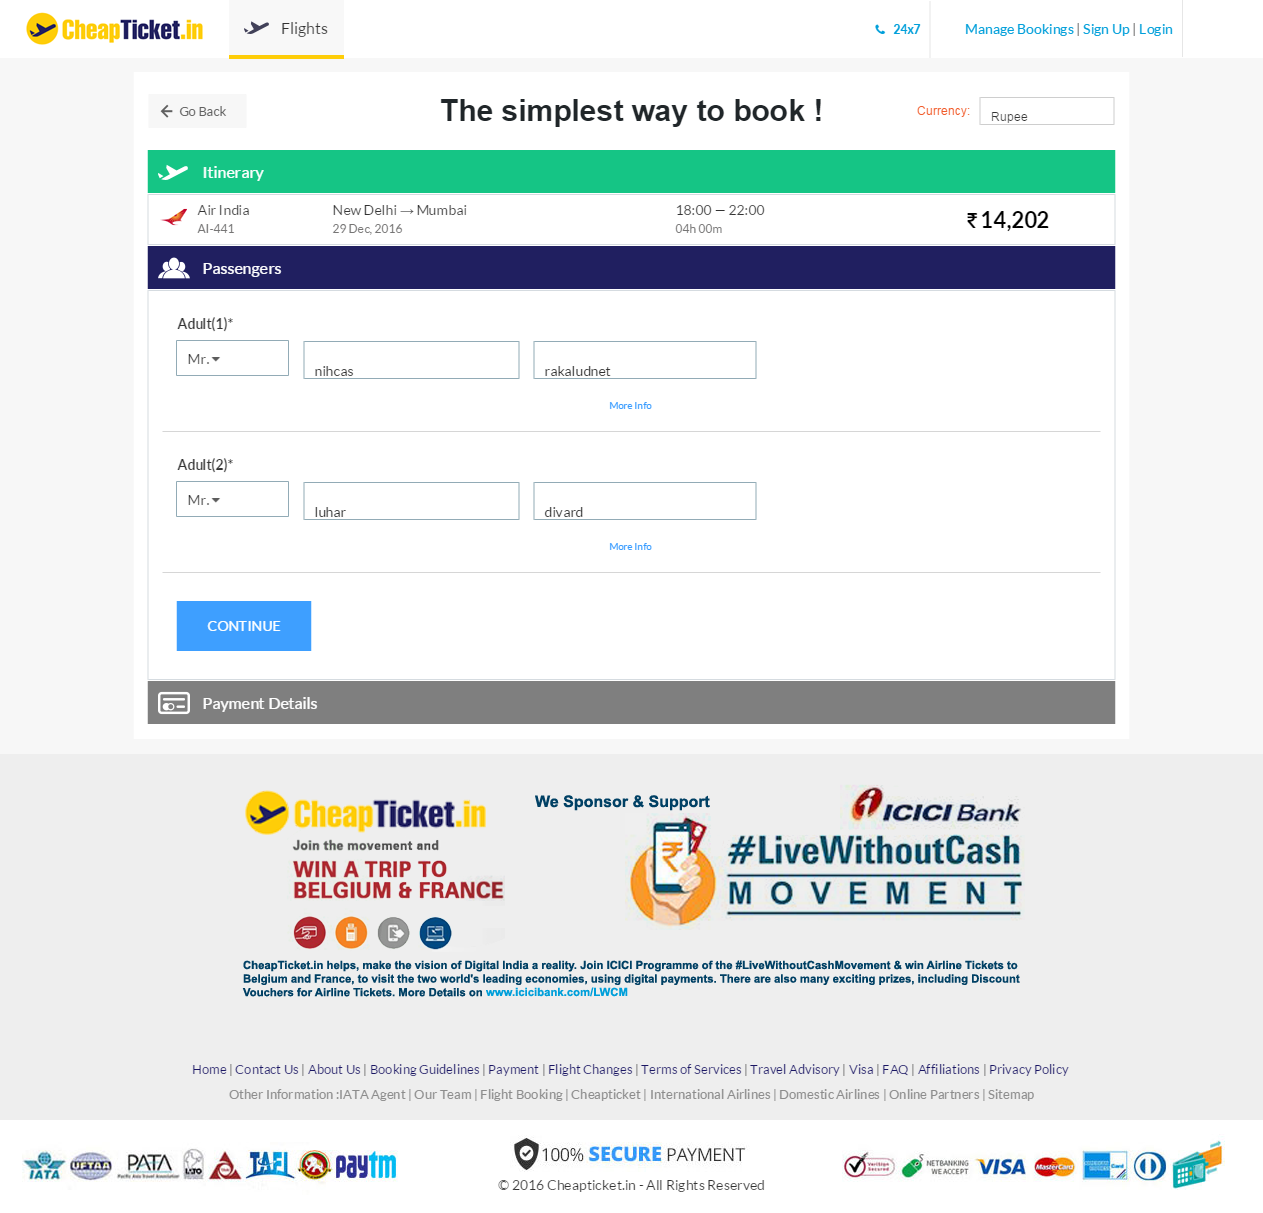 CheapTicket.in
Flights
24x7
Manage Bookings | Sign Up | Login
Go Back
The simplest way to book !
Currency:
Rupee
Itinerary
Air India
New Delhi → Mumbai
18:00 — 22:00
₹ 14,202
AI-441
29 Dec, 2016
04h 00m
Passengers
Adult(1)*
Mr.
nihcas
rakaludnet
More Info
Adult(2)*
Mr.
luhar
divard
More Info
CONTINUE
Payment Details
CheapTicket.in
Join the movement and
WIN A TRIP TO
BELGIUM & FRANCE
We Sponsor & Support
ICICI Bank
#LiveWithoutCash
MOVEMENT
CheapTicket.in helps, make the vision of Digital India a reality. Join ICICI Programme of the #LiveWithoutCashMovement & win Airline Tickets to
Belgium and France, to visit the two world's leading economies, using digital payments. There are also many exciting prizes, including Discount
Vouchers for Airline Tickets. More Details on www.icicibank.com/LWCM
Home | Contact Us | About Us | Booking Guidelines | Payment | Flight Changes | Terms of Services | Travel Advisory | Visa | FAQ | Affiliations | Privacy Policy
Other Information :IATA Agent | Our Team | Flight Booking | Cheapticket | International Airlines | Domestic Airlines | Online Partners | Sitemap
IATA
UFTAA
PATA
Pacific Asia Travel Association
IATO
TAFI
paytm
100% SECURE PAYMENT
© 2016 Cheapticket.in - All Rights Reserved
VeriSign
Secured
NETBANKING
WE ACCEPT
VISA
MasterCard